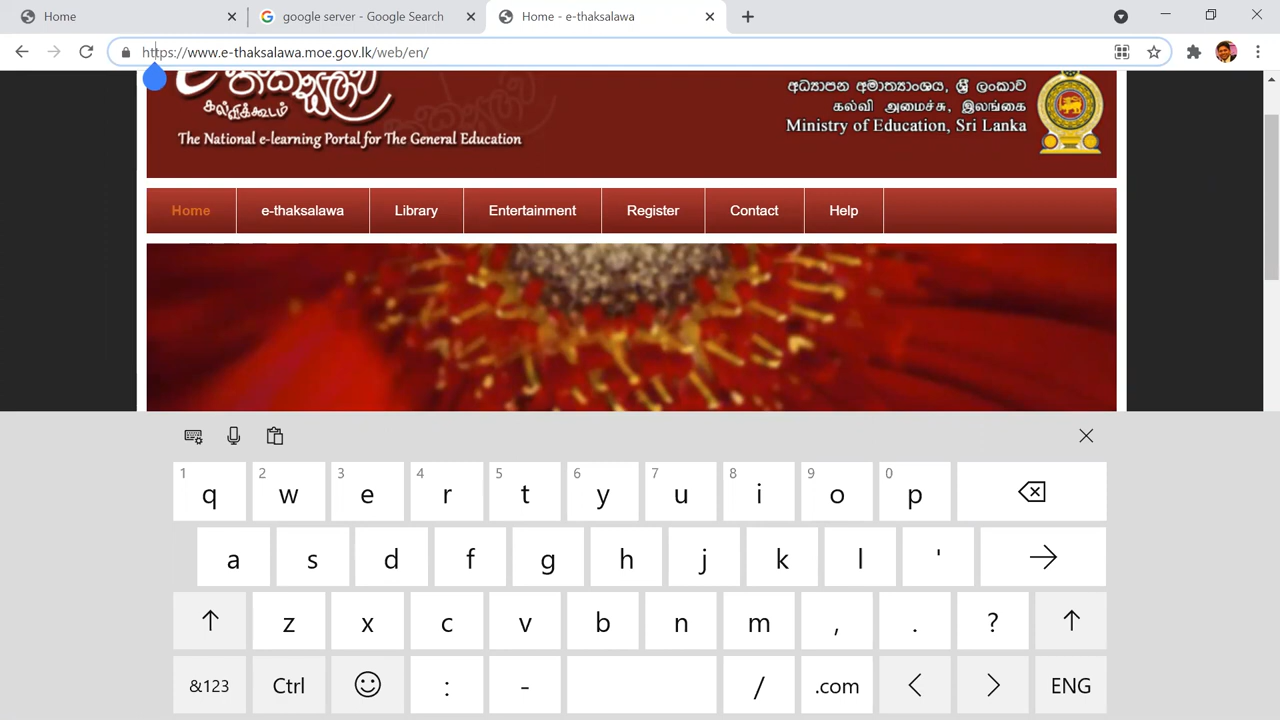 Home
google server - Google Search
Home - e-thaksalawa
https://www.e-thaksalawa.moe.gov.lk/web/en/
கல்விக்கூடம்
The National e-learning Portal for The General Education
අධ්‍යාපන අමාත්‍යාංශය, ශ්‍රී ලංකාව
கல்வி அமைச்சு, இலங்கை
Ministry of Education, Sri Lanka
Home e-thaksalawa Library Entertainment Register Contact Help
1 2 3 4 5 6 7 8 9 0
q w e r t y u i o p
a s d f g h j k l '
z x c v b n m , . ?
&123 Ctrl : - / .com < > ENG